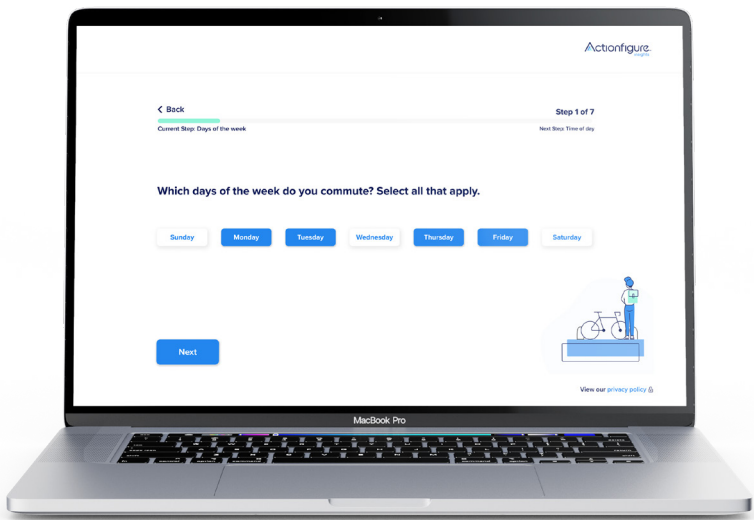 Actionfigure
insights
Back
Step 1 of 7
Current Step: Days of the week
Next Step: Time of day
Which days of the week do you commute? Select all that apply.
Sunday Monday Tuesday Wednesday Thursday Friday Saturday
Next
View our privacy policy
MacBook Pro